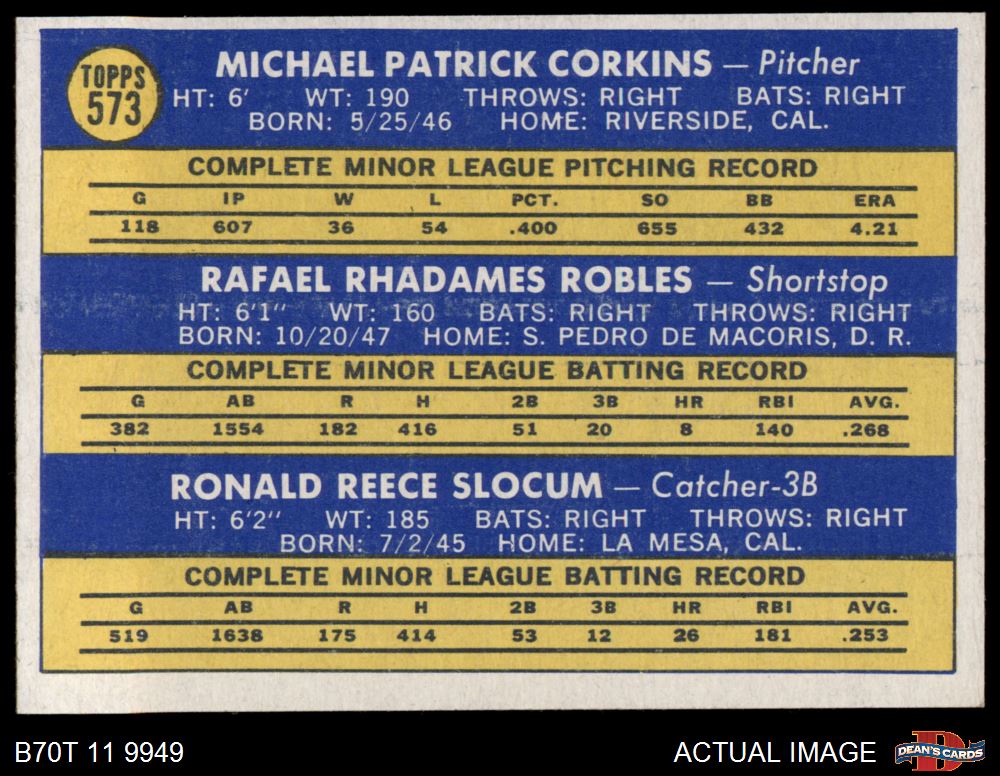 TOPPS
573
MICHAEL PATRICK CORKINS — Pitcher
HT: 6' WT: 190 THROWS: RIGHT BATS: RIGHT
BORN: 5/25/46 HOME: RIVERSIDE, CAL.
COMPLETE MINOR LEAGUE PITCHING RECORD
G IP W L PCT. SO BB ERA
118 607 36 54 .400 655 432 4.21
RAFAEL RHADAMES ROBLES — Shortstop
HT: 6'1" WT: 160 BATS: RIGHT THROWS: RIGHT
BORN: 10/20/47 HOME: S. PEDRO DE MACORIS, D. R.
COMPLETE MINOR LEAGUE BATTING RECORD
G AB R H 2B 3B HR RBI AVG.
382 1554 182 416 51 20 8 140 .268
RONALD REECE SLOCUM — Catcher-3B
HT: 6'2" WT: 185 BATS: RIGHT THROWS: RIGHT
BORN: 7/2/45 HOME: LA MESA, CAL.
COMPLETE MINOR LEAGUE BATTING RECORD
G AB R H 2B 3B HR RBI AVG.
519 1638 175 414 53 12 26 181 .253
B70T 11 9949
ACTUAL IMAGE
D
DEAN'S CARDS